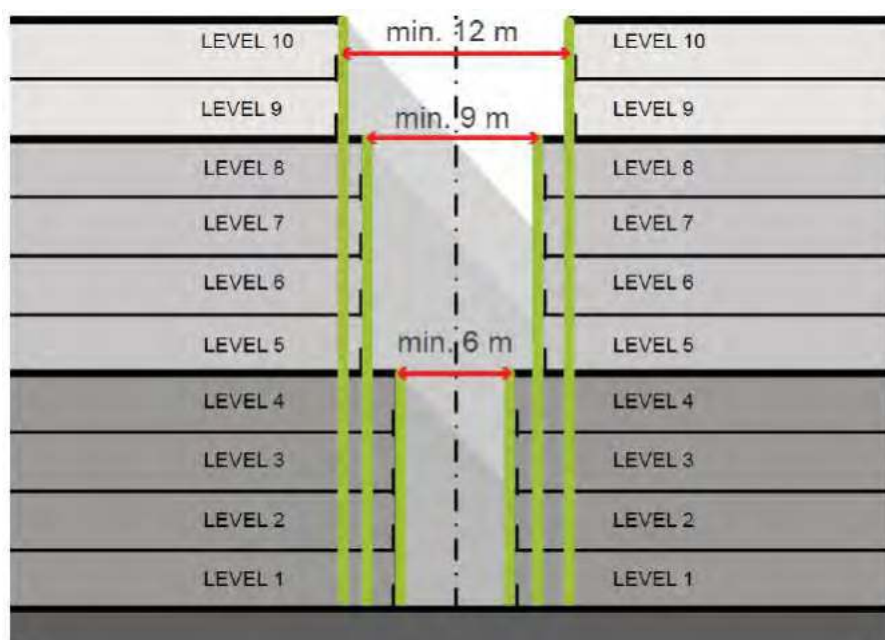 min. 12 m
LEVEL 10 LEVEL 10
LEVEL 9 LEVEL 9
min. 9 m
LEVEL 8 LEVEL 8
LEVEL 7 LEVEL 7
LEVEL 6 LEVEL 6
LEVEL 5 LEVEL 5
min. 6 m
LEVEL 4 LEVEL 4
LEVEL 3 LEVEL 3
LEVEL 2 LEVEL 2
LEVEL 1 LEVEL 1